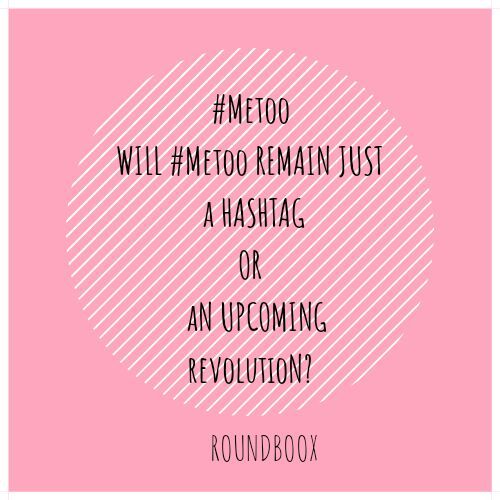 #Metoo
WILL #Metoo REMAIN JUST
a HASHTAG
OR
aN UPCOMING
revolutioN?
ROUNDBOOX